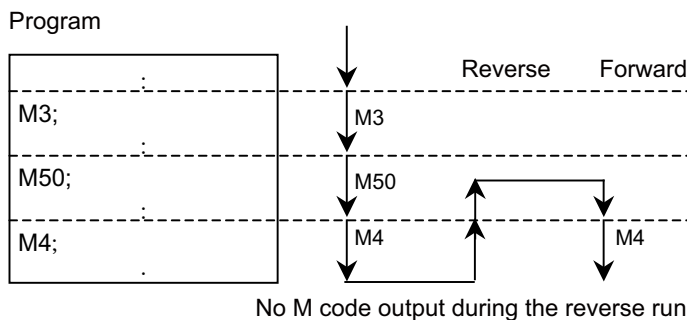 Program
Reverse Forward
:
M3;
M3
:
M50;
M50
:
M4;
M4 M4
.
No M code output during the reverse run